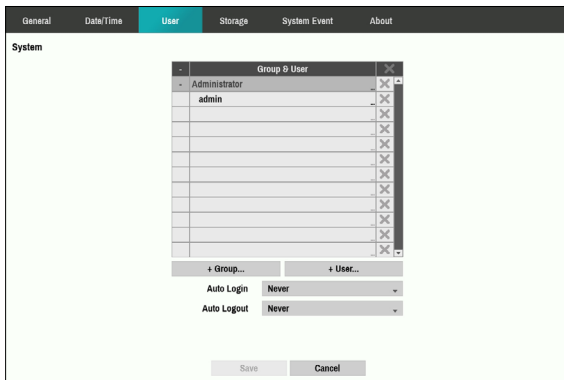 General Date/Time User Storage System Event About
System
- Group & User
- Administrator
admin
+ Group... + User...
Auto Login Never
Auto Logout Never
Save Cancel